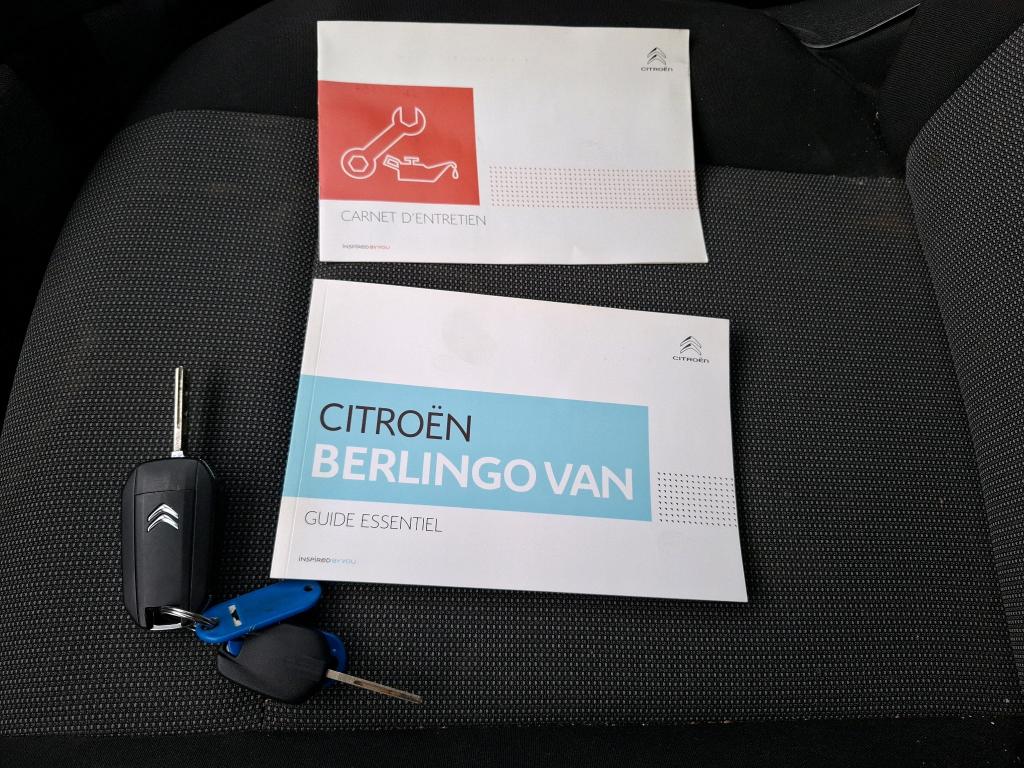 CITROËN
CARNET D'ENTRETIEN
INSPIRED BY YOU
CITROËN
CITROËN
BERLINGO VAN
GUIDE ESSENTIEL
INSPIRED BY YOU